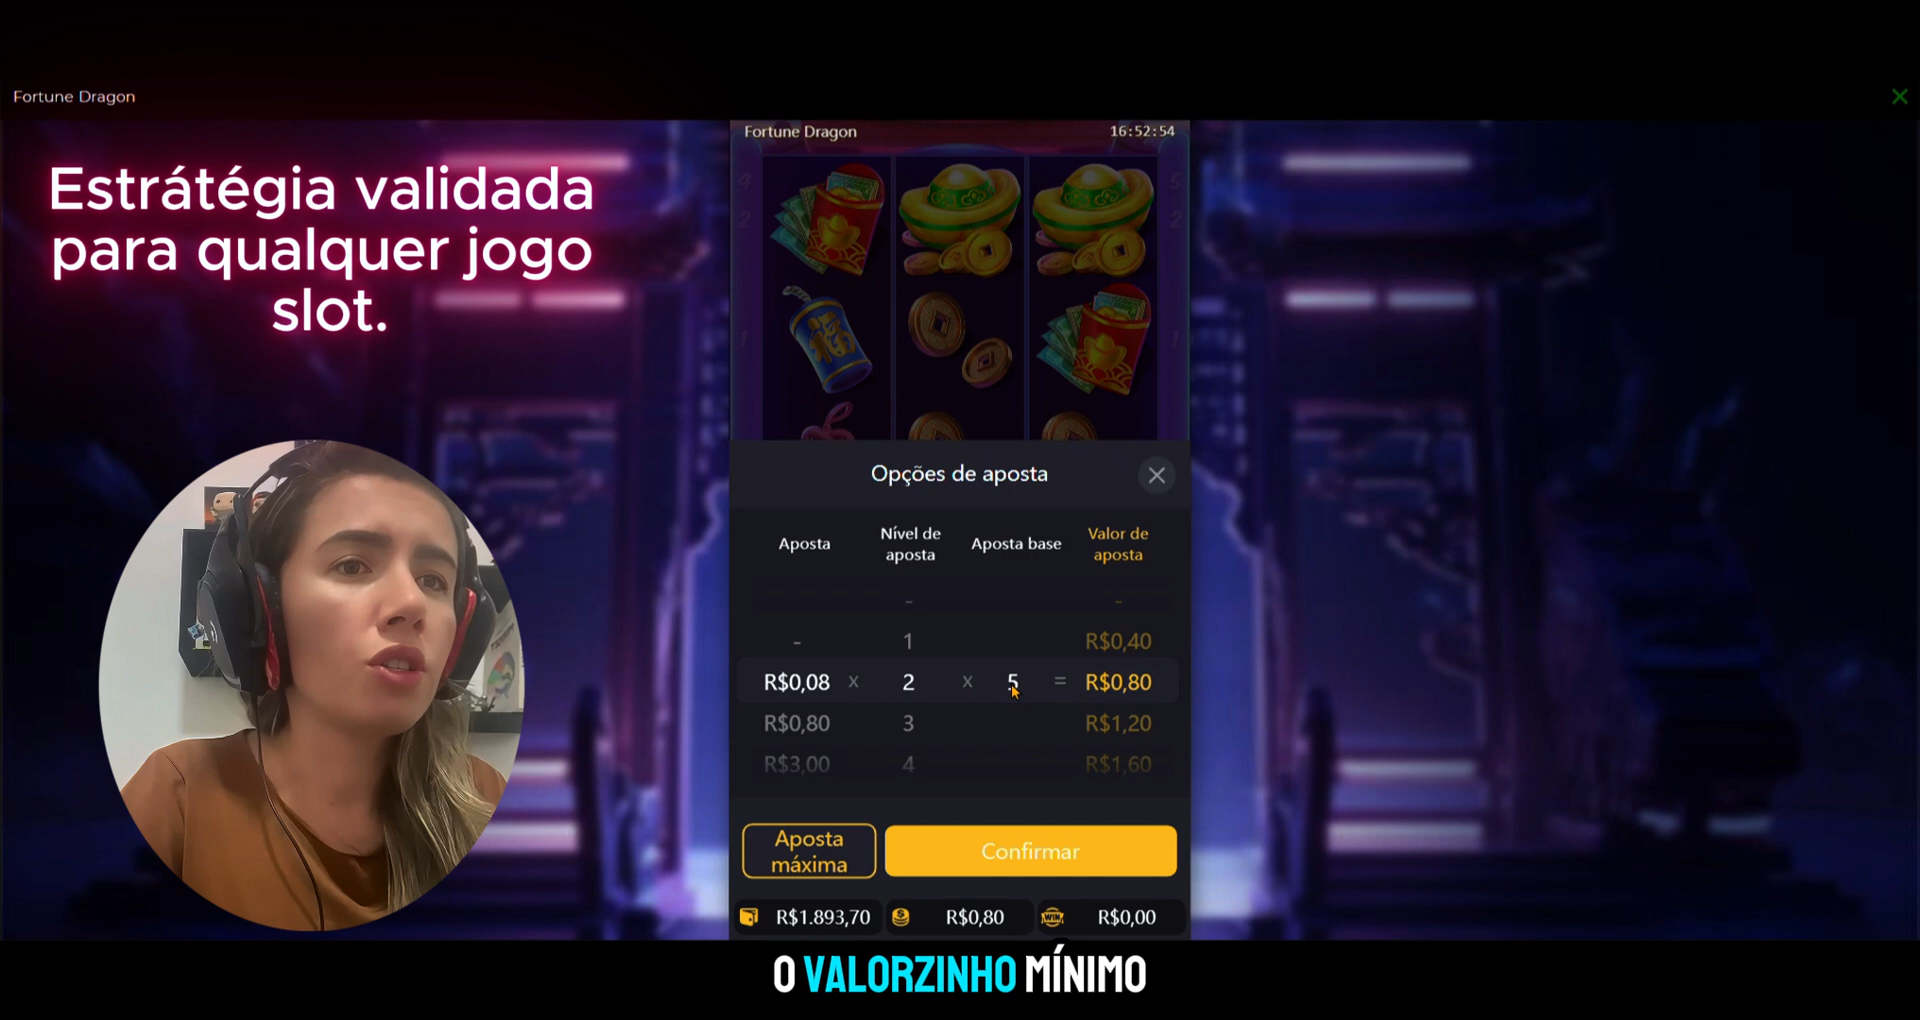 Fortune Dragon
Fortune Dragon 16:52:54
Estrátégia validada
para qualquer jogo
slot.
Opções de aposta
Aposta Nível de aposta Aposta base Valor de aposta
- -
- 1 R$0,40
R$0,08 x 2 x 5 = R$0,80
R$0,80 3 R$1,20
R$3,00 4 R$1,60
Aposta
máxima
Confirmar
R$1.893,70 R$0,80 WIN R$0,00
O VALORZINHO MÍNIMO